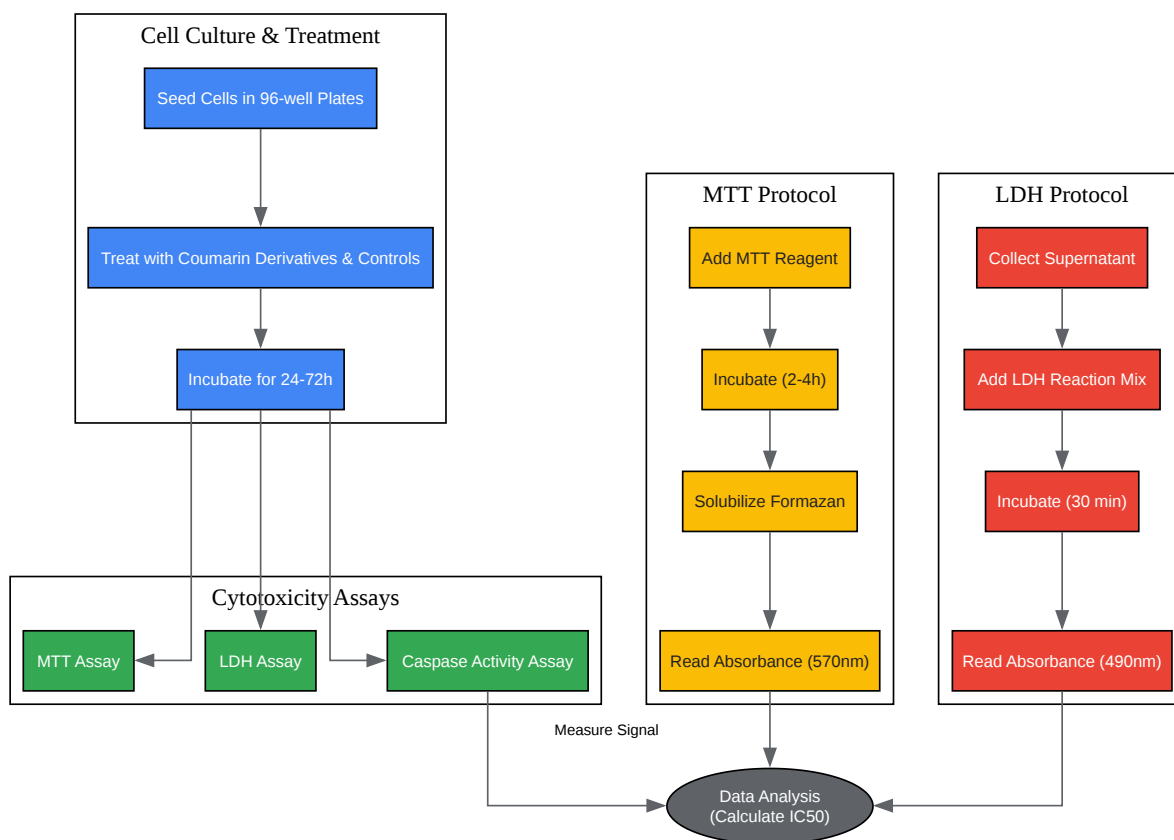 Cell Culture & Treatment
Seed Cells in 96-well Plates
Treat with Coumarin Derivatives & Controls
Incubate for 24-72h
Cytotoxicity Assays
MTT Assay
LDH Assay
Caspase Activity Assay
MTT Protocol
Add MTT Reagent
Incubate (2-4h)
Solubilize Formazan
Read Absorbance (570nm)
LDH Protocol
Collect Supernatant
Add LDH Reaction Mix
Incubate (30 min)
Read Absorbance (490nm)
Measure Signal
Data Analysis
(Calculate IC50)